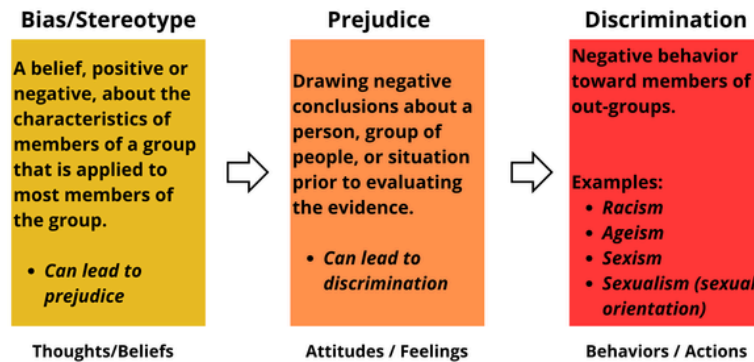 Bias/Stereotype
A belief, positive or
negative, about the
characteristics of
members of a group
that is applied to
most members of
the group.
• Can lead to
prejudice
Thoughts/Beliefs
Prejudice
Drawing negative
conclusions about a
person, group of
people, or situation
prior to evaluating
the evidence.
• Can lead to
discrimination
Attitudes / Feelings
Discrimination
Negative behavior
toward members of
out-groups.
Examples:
• Racism
• Ageism
• Sexism
• Sexualism (sexual
orientation)
Behaviors / Actions